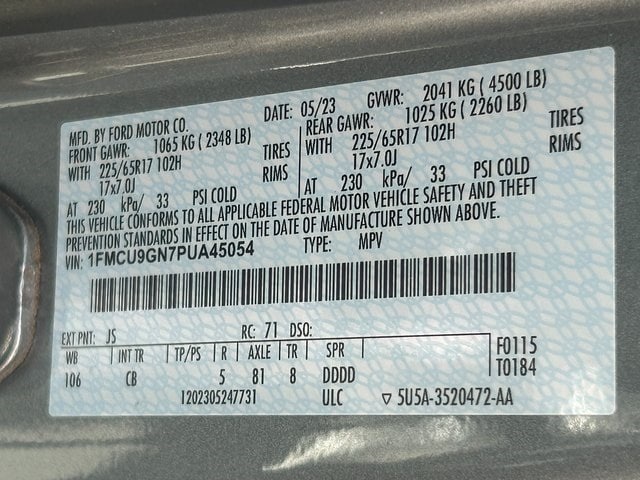 MFD. BY FORD MOTOR CO. DATE: 05/23 GVWR: 2041 KG ( 4500 LB)
FRONT GAWR: 1065 KG ( 2348 LB) REAR GAWR: 1025 KG ( 2260 LB)
WITH 225/65R17 102H TIRES WITH 225/65R17 102H TIRES
17x7.0J RIMS 17x7.0J RIMS
AT 230 kPa/ 33 PSI COLD AT 230 kPa/ 33 PSI COLD
THIS VEHICLE CONFORMS TO ALL APPLICABLE FEDERAL MOTOR VEHICLE SAFETY AND THEFT
PREVENTION STANDARDS IN EFFECT ON THE DATE OF MANUFACTURE SHOWN ABOVE.
VIN: 1FMCU9GN7PUA45054 TYPE: MPV
EXT PNT: JS RC: 71 DSO:
WB INT TR TP/PS R AXLE TR SPR F0115
106 CB 5 81 8 DDDD T0184
1202305247731 ULC ▽ 5U5A-3520472-AA